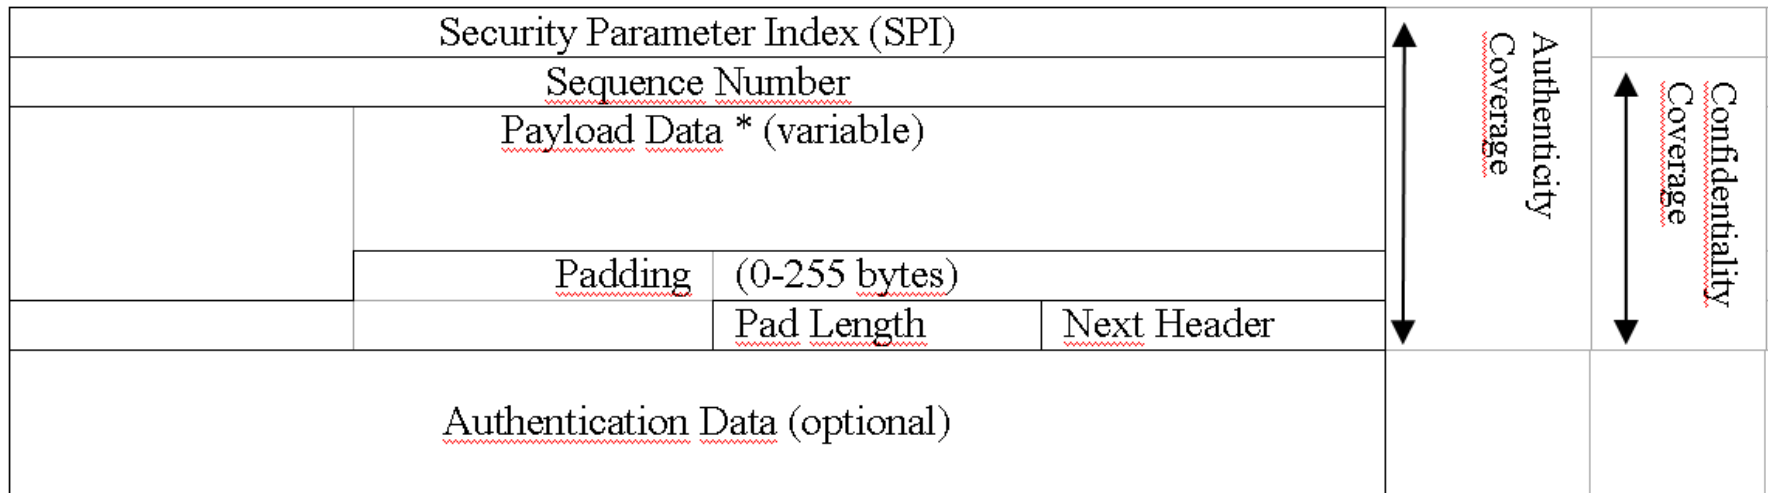 Security Parameter Index (SPI)
Sequence Number
Payload Data * (variable)
Padding (0-255 bytes)
Pad Length Next Header
Authentication Data (optional)
Authenticity
Coverage
Confidentiality
Coverage